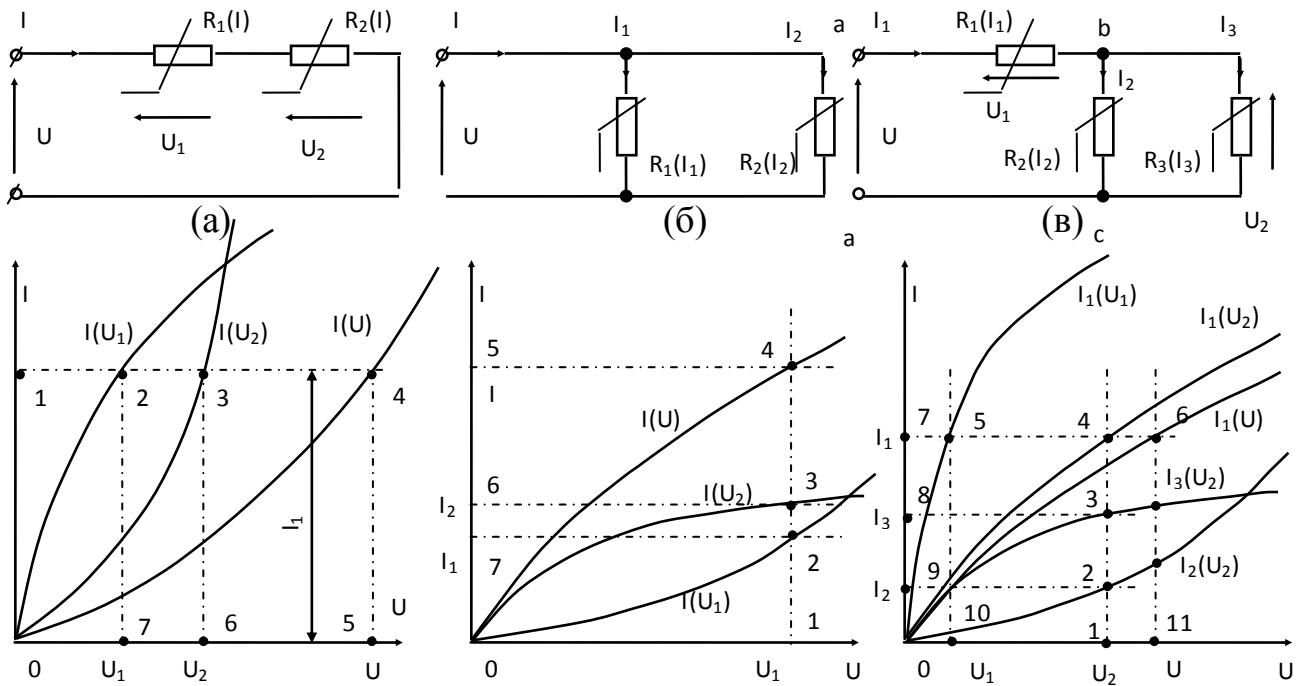 I R₁(I) R₂(I)
U U₁ U₂
(а)
I I₁ I₂ a
U R₁(I₁) R₂(I₂)
(б)
a
I₁ R₁(I₁) b I₃
U₁ I₂
U R₂(I₂) R₃(I₃)
(в) U₂
c
I
I(U₁) I(U₂) I(U)
1 2 3 4
I₁
U
7 6 5
0 U₁ U₂ U
I
5 4
I
I(U)
6 3
I₂ I(U₂)
I₁ 7 2
I(U₁)
1
0 U₁ U
I
I₁(U₁)
I₁(U₂)
7 5 4 6 I₁(U)
I₁
8 3 I₃(U₂)
I₃
9 2 I₂(U₂)
I₂
10 1 11
0 U₁ U₂ U U